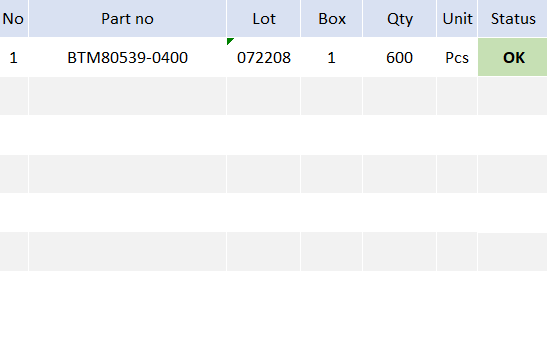 No Part no Lot Box Qty Unit Status
1 BTM80539-0400 072208 1 600 Pcs OK